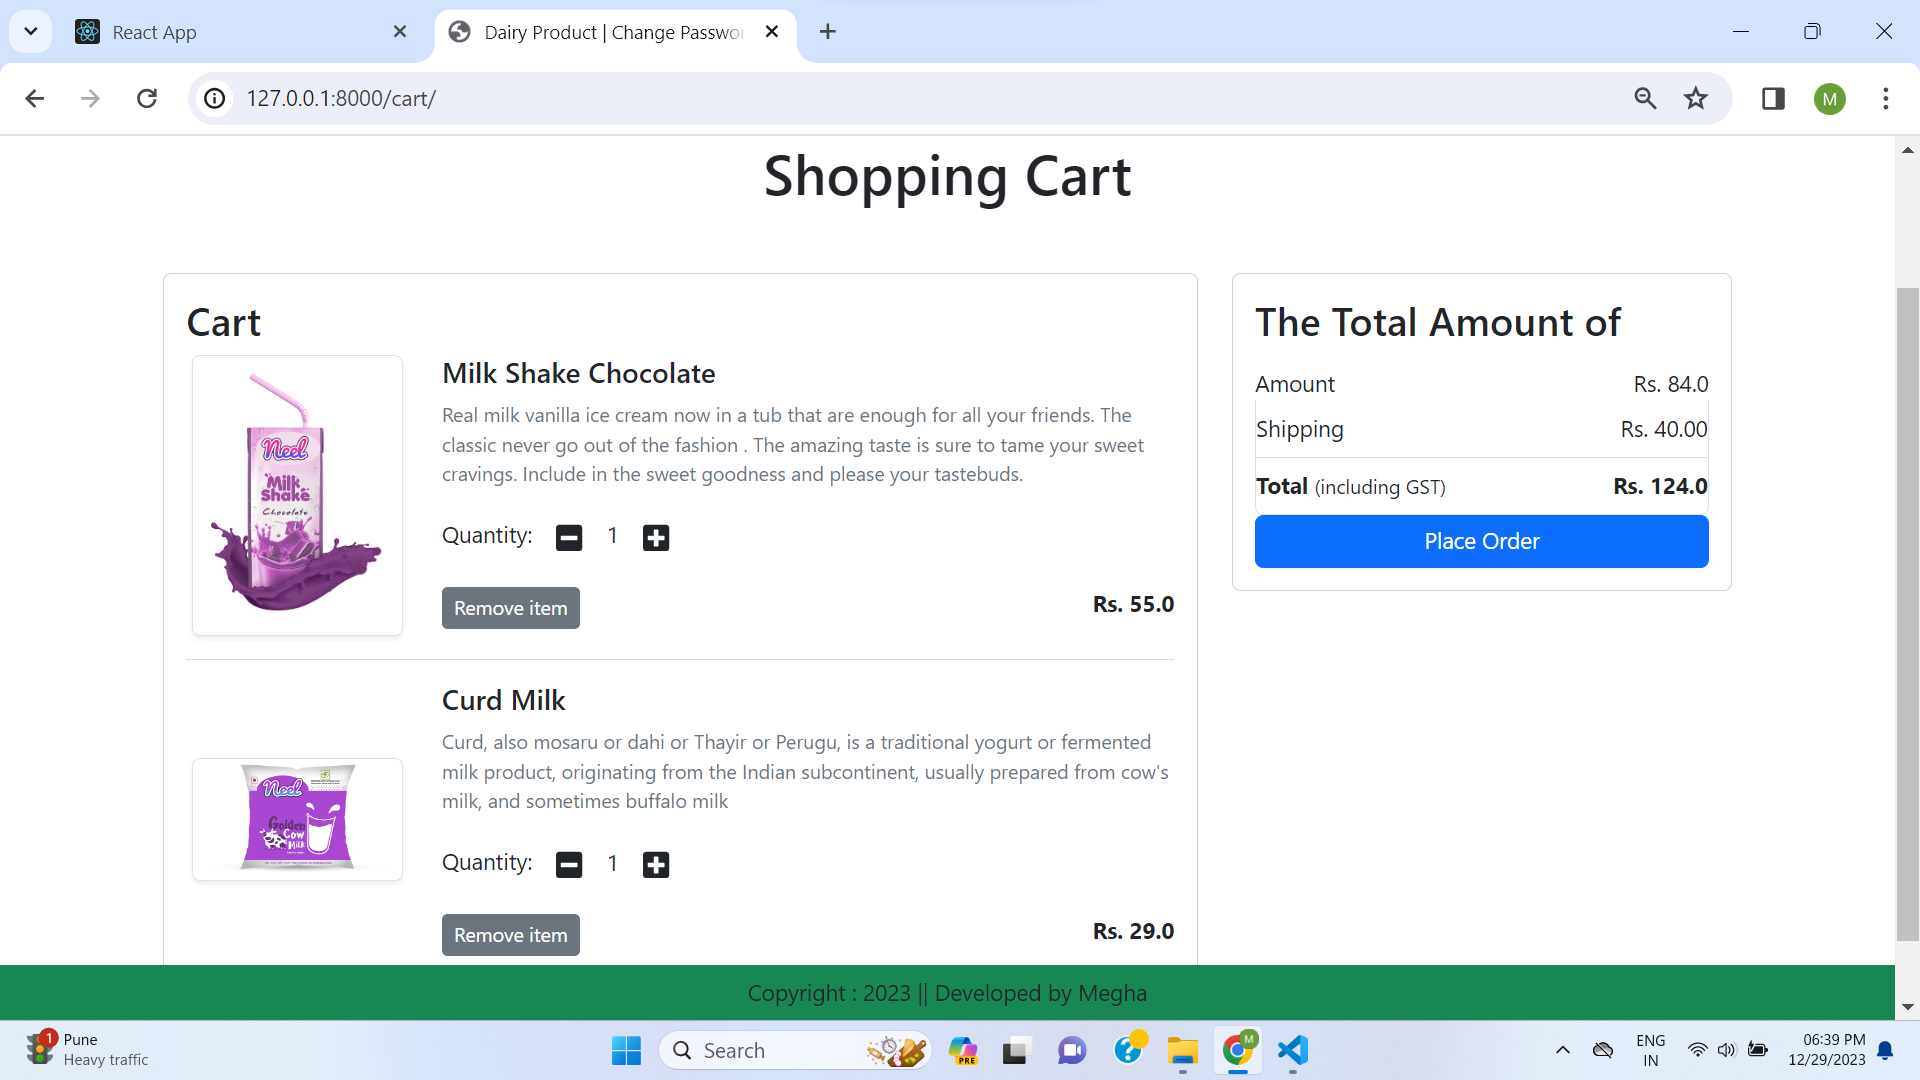 React App
Dairy Product | Change Passwor
127.0.0.1:8000/cart/
M
Shopping Cart
Cart
Milk Shake Chocolate
Real milk vanilla ice cream now in a tub that are enough for all your friends. The
classic never go out of the fashion . The amazing taste is sure to tame your sweet
cravings. Include in the sweet goodness and please your tastebuds.
Neel
Milk
Shake
Chocolate
Quantity: 1
Remove item
Rs. 55.0
Curd Milk
Curd, also mosaru or dahi or Thayir or Perugu, is a traditional yogurt or fermented
milk product, originating from the Indian subcontinent, usually prepared from cow's
milk, and sometimes buffalo milk
Neel
Golden
Cow
Milk
Quantity: 1
Remove item
Rs. 29.0
The Total Amount of
Amount Rs. 84.0
Shipping Rs. 40.00
Total (including GST) Rs. 124.0
Place Order
Copyright : 2023 || Developed by Megha
1
Pune
Heavy traffic
Search
PRE
M
ENG
IN
06:39 PM
12/29/2023